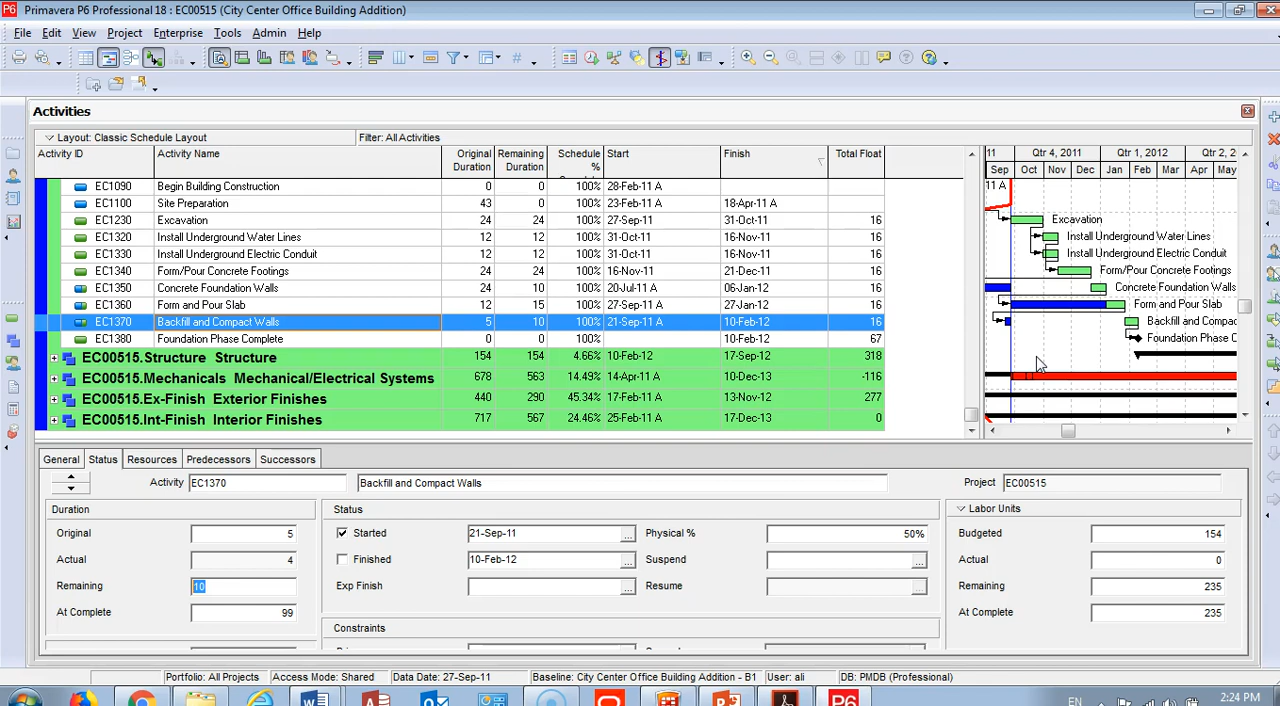 Primavera P6 Professional 18 : EC00515 (City Center Office Building Addition)
File Edit View Project Enterprise Tools Admin Help
Activities
Layout: Classic Schedule Layout Filter: All Activities
Activity ID Activity Name Original Duration Remaining Duration Schedule % Start Finish Total Float
11 Qtr 4, 2011 Qtr 1, 2012 Qtr 2, 2
Sep Oct Nov Dec Jan Feb Mar Apr May
EC1090 Begin Building Construction 0 0 100% 28-Feb-11 A 11 A
EC1100 Site Preparation 43 0 100% 23-Feb-11 A 18-Apr-11 A
EC1230 Excavation 24 24 100% 27-Sep-11 31-Oct-11 16 Excavation
EC1320 Install Underground Water Lines 12 12 100% 31-Oct-11 16-Nov-11 16 Install Underground Water Lines
EC1330 Install Underground Electric Conduit 12 12 100% 31-Oct-11 16-Nov-11 16 Install Underground Electric Conduit
EC1340 Form/Pour Concrete Footings 24 24 100% 16-Nov-11 21-Dec-11 16 Form/Pour Concrete Footings
EC1350 Concrete Foundation Walls 24 10 100% 20-Jul-11 A 06-Jan-12 16 Concrete Foundation Walls
EC1360 Form and Pour Slab 12 15 100% 18-Jul-11 A 27-Jan-12 16 Form and Pour Slab
EC1370 Backfill and Compact Walls 5 10 100% 21-Sep-11 A 10-Feb-12 16 Backfill and Compac
EC1380 Foundation Phase Complete 0 0 100% 10-Feb-12 67 Foundation Phase C
EC00515.Structure Structure 154 154 4.66% 10-Feb-12 17-Sep-12 318
EC00515.Mechanicals Mechanical/Electrical Systems 678 563 14.49% 14-Apr-11 A 10-Dec-13 -116
EC00515.Ex-Finish Exterior Finishes 440 290 45.34% 17-Feb-11 A 13-Nov-12 277
EC00515.Int-Finish Interior Finishes 717 567 24.46% 25-Feb-11 A 17-Dec-13 0
General Status Resources Predecessors Successors
Activity EC1370 Backfill and Compact Walls Project EC00515
Duration Status Labor Units
Original 5 Started 21-Sep-11 Physical % 50% Budgeted 154
Actual 4 Finished 10-Feb-12 Suspend Actual 0
Remaining 10 Exp Finish Resume Remaining 235
At Complete 99 At Complete 235
Constraints
Portfolio: All Projects Access Mode: Shared Data Date: 27-Sep-11 Baseline: City Center Office Building Addition - B1 User: ali DB: PMDB (Professional)
EN 2:24 PM